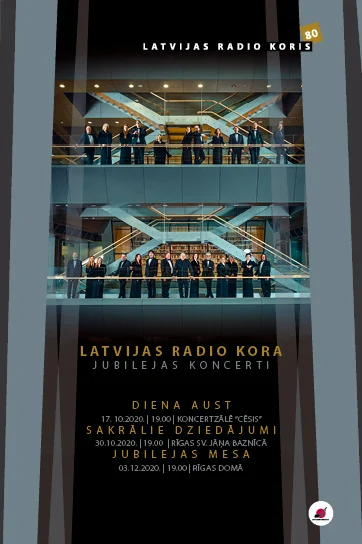 LATVIJAS RADIO KORIS 80
LATVIJAS RADIO KORA
JUBILEJAS KONCERTI
DIENA AUST
17. 10.2020. | 19.00 | KONCERTZĀLĒ "CĒSIS"
SAKRĀLIE DZIEDĀJUMI
30.10.2020. | 19.00 | RĪGAS SV. JĀŅA BAZNĪCĀ
JUBILEJAS MESA
03.12.2020. | 19.00 | RĪGAS DOMĀ